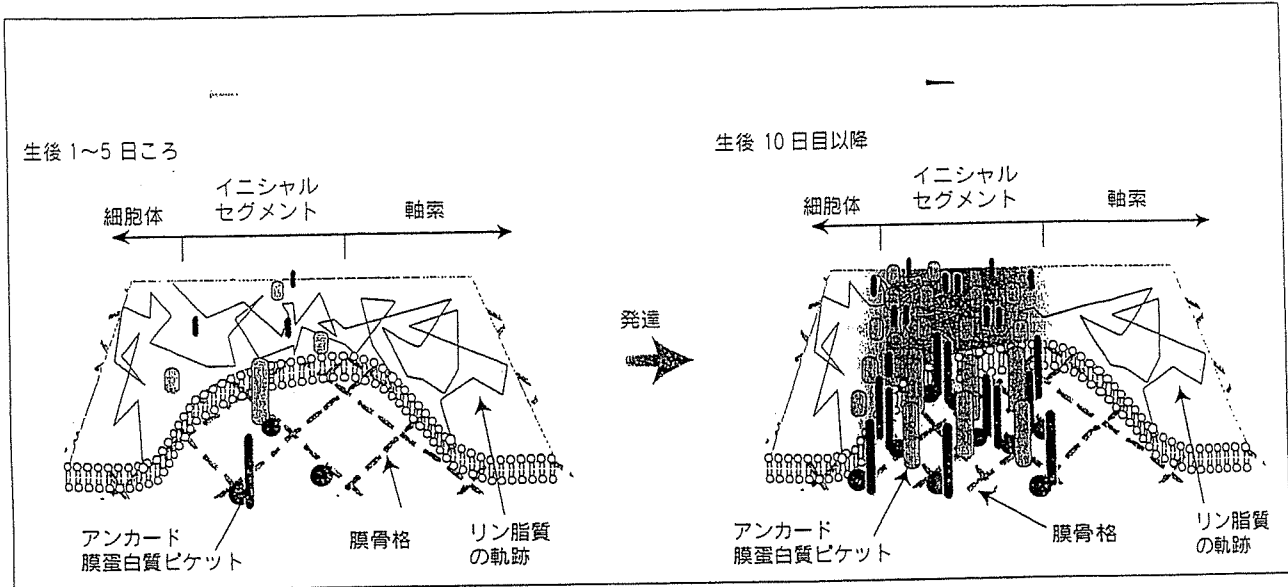 生後 1〜5 日ころ
細胞体
イニシャル
セグメント
軸索
アンカード
膜蛋白質ピケット
膜骨格
リン脂質
の軌跡
発達
生後 10 日目以降
細胞体
イニシャル
セグメント
軸索
アンカード
膜蛋白質ピケット
膜骨格
リン脂質
の軌跡